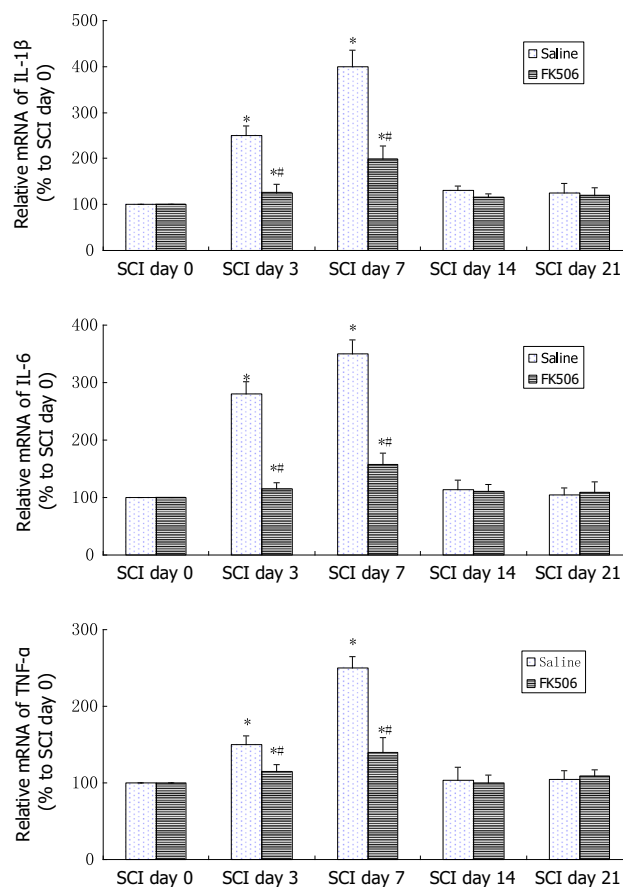 Relative mRNA of IL-1β
(% to SCI day 0)
500
400
300
200
100
0
Saline
FK506
*
*#
*
*#
SCI day 0 SCI day 3 SCI day 7 SCI day 14 SCI day 21
Relative mRNA of IL-6
(% to SCI day 0)
400
300
200
100
0
Saline
FK506
*
*#
*
*#
SCI day 0 SCI day 3 SCI day 7 SCI day 14 SCI day 21
Relative mRNA of TNF-α
(% to SCI day 0)
300
200
100
0
Saline
FK506
*
*#
*
*#
SCI day 0 SCI day 3 SCI day 7 SCI day 14 SCI day 21